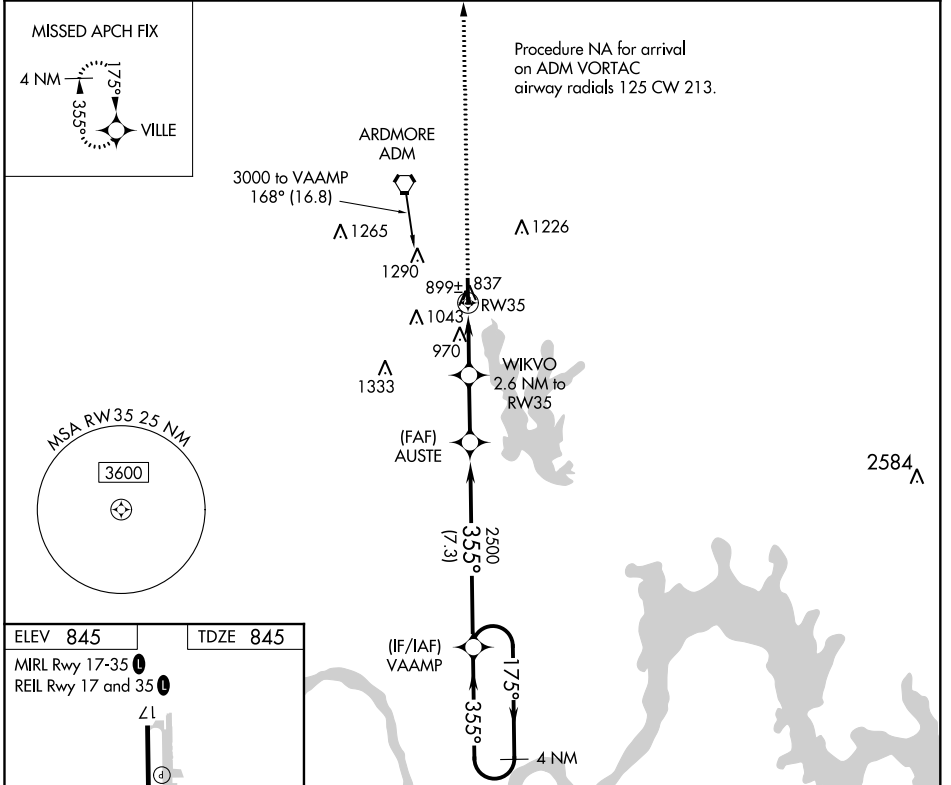 MISSED APCH FIX
4 NM
175°
355°
VILLE
Procedure NA for arrival
on ADM VORTAC
airway radials 125 CW 213.
ARDMORE
ADM
3000 to VAAMP
168° (16.8)
1265
1226
1290
899± 837
RW35
1043
970
1333
WIKVO
2.6 NM to
RW35
(FAF)
AUSTE
MSA RW35 25 NM
3600
2584
2500
355°
(7.3)
(IF/IAF)
VAAMP
175°
355°
4 NM
ELEV 845
TDZE 845
MIRL Rwy 17-35 L
REIL Rwy 17 and 35 L
17
P